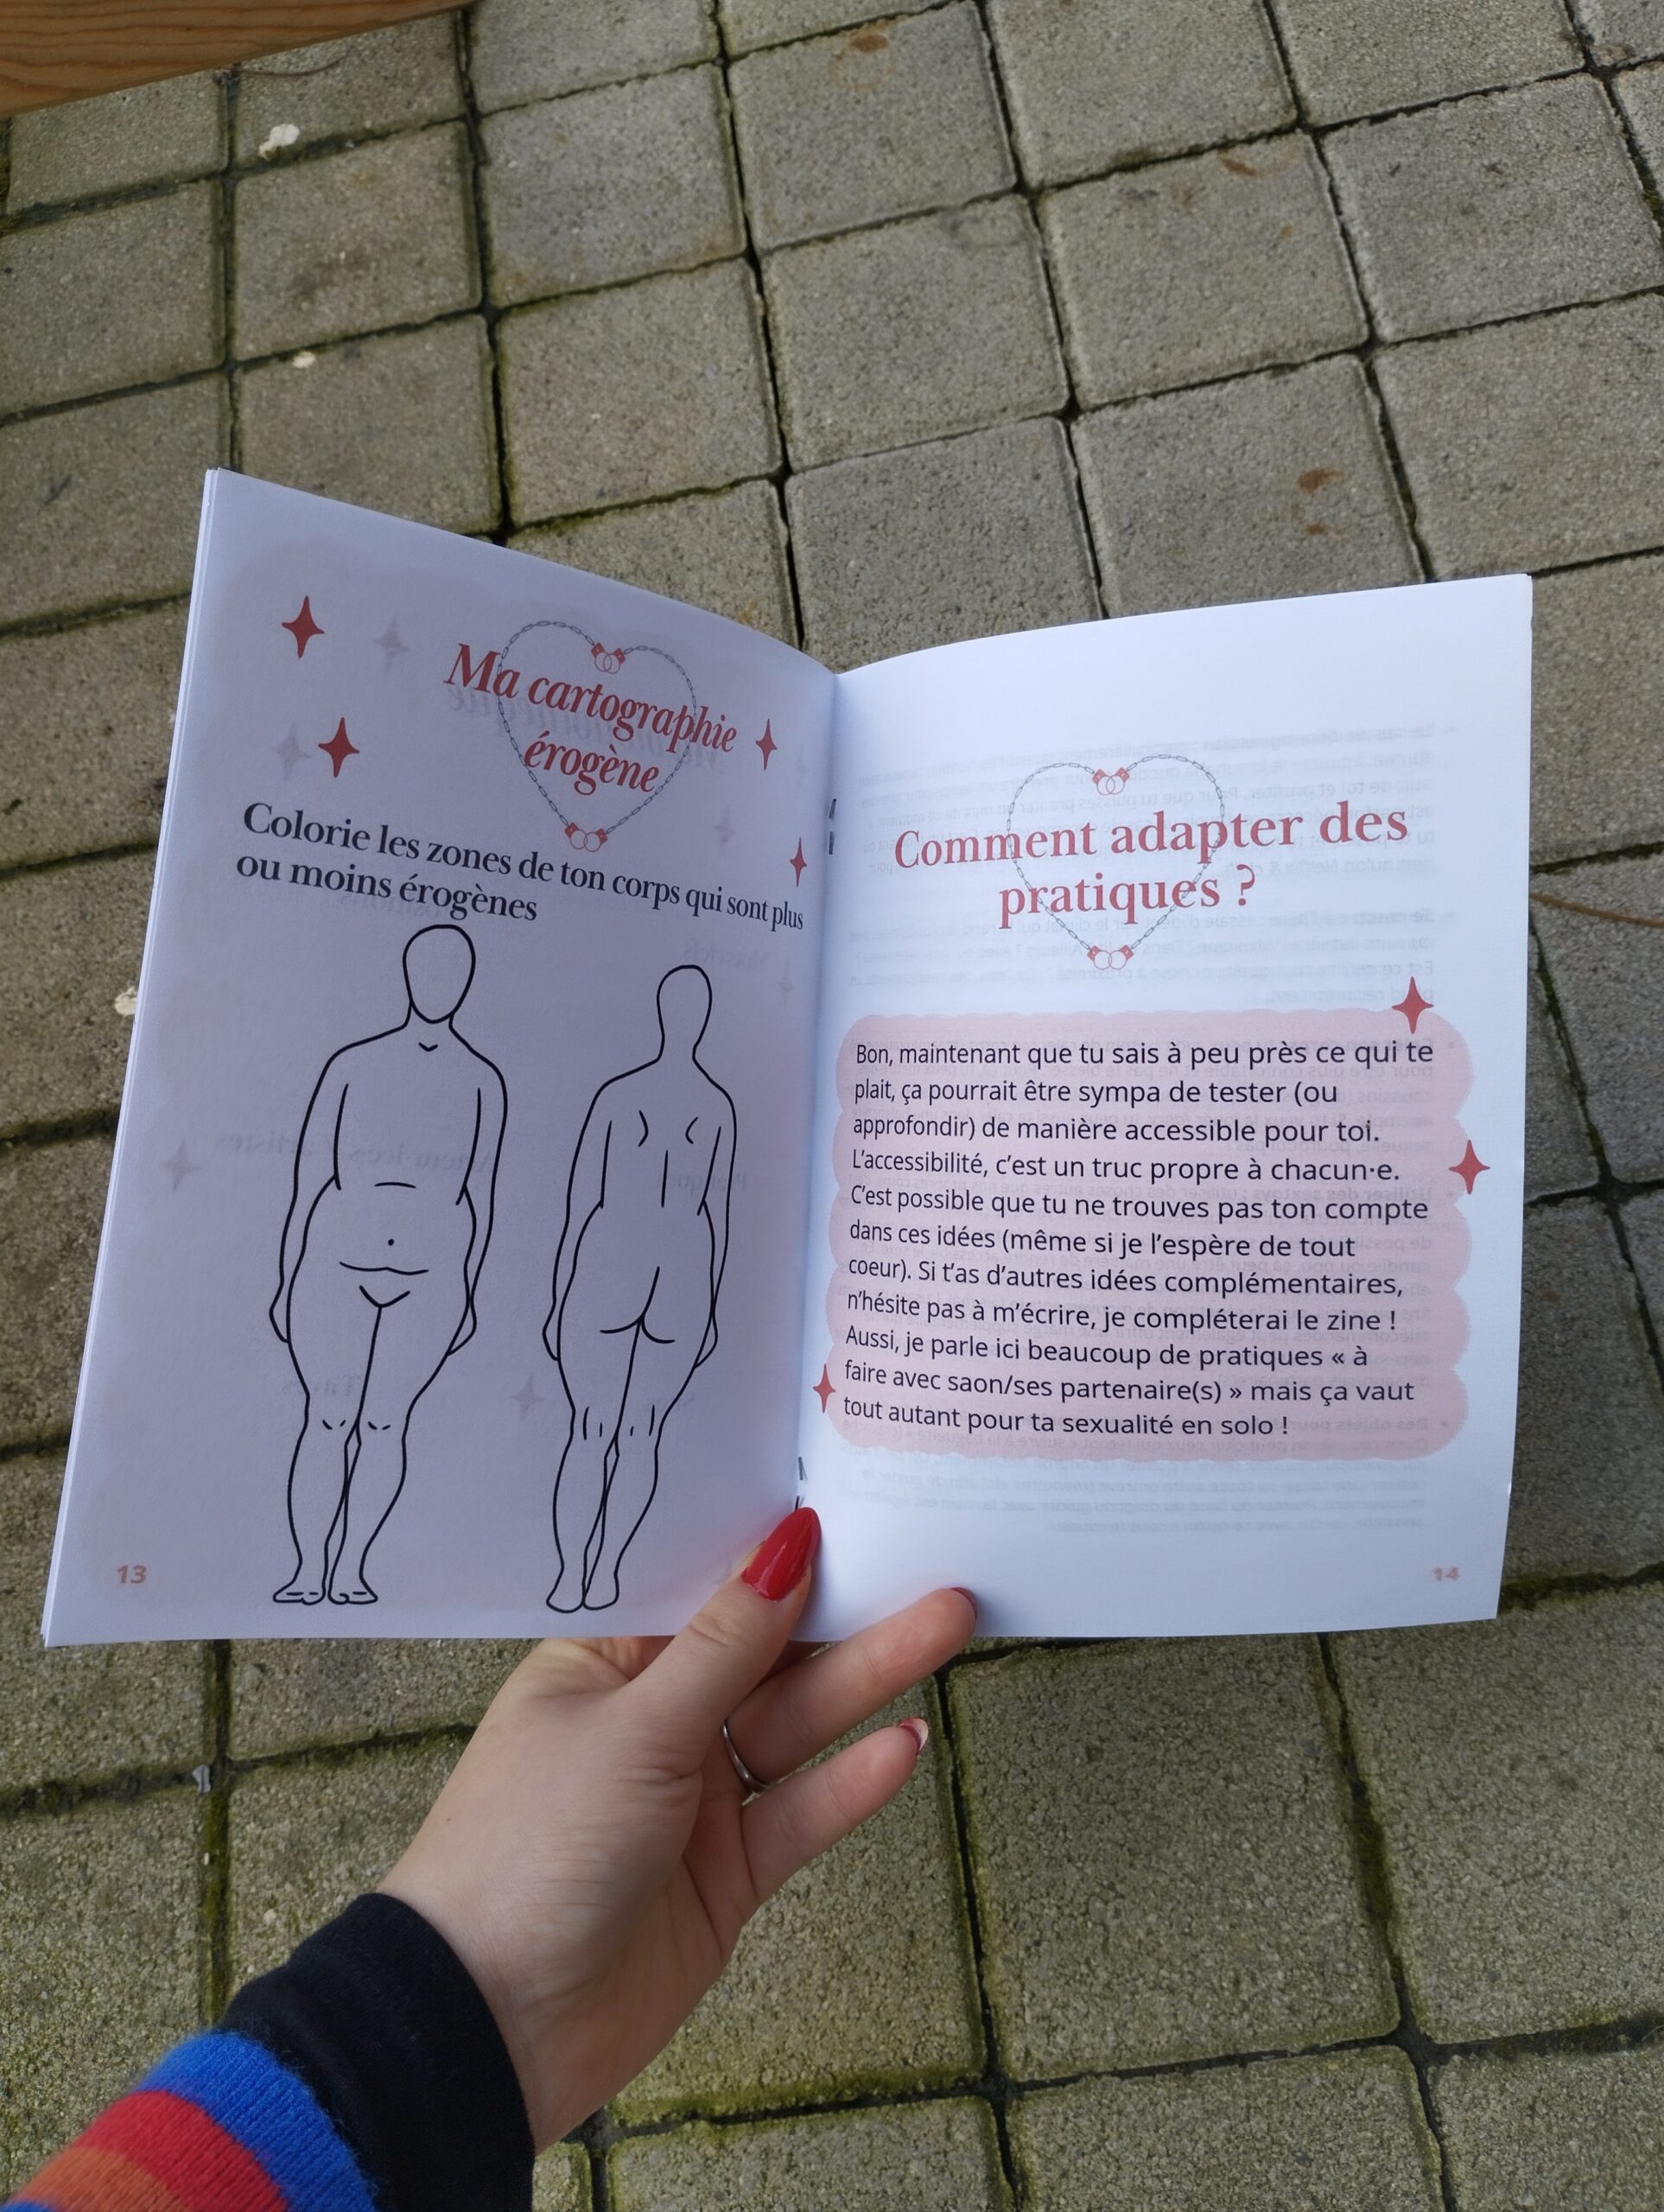 Ma cartographie
érogène
Colorie les zones de ton corps qui sont plus
ou moins érogènes
13
Comment adapter des
pratiques ?
Bon, maintenant que tu sais à peu près ce qui te
plait, ça pourrait être sympa de tester (ou
approfondir) de manière accessible pour toi.
L'accessibilité, c'est un truc propre à chacun·e.
C'est possible que tu ne trouves pas ton compte
dans ces idées (même si je l'espère de tout
coeur). Si t'as d'autres idées complémentaires,
n'hésite pas à m'écrire, je compléterai le zine !
Aussi, je parle ici beaucoup de pratiques « à
faire avec saon/ses partenaire(s) » mais ça vaut
tout autant pour ta sexualité en solo !
14